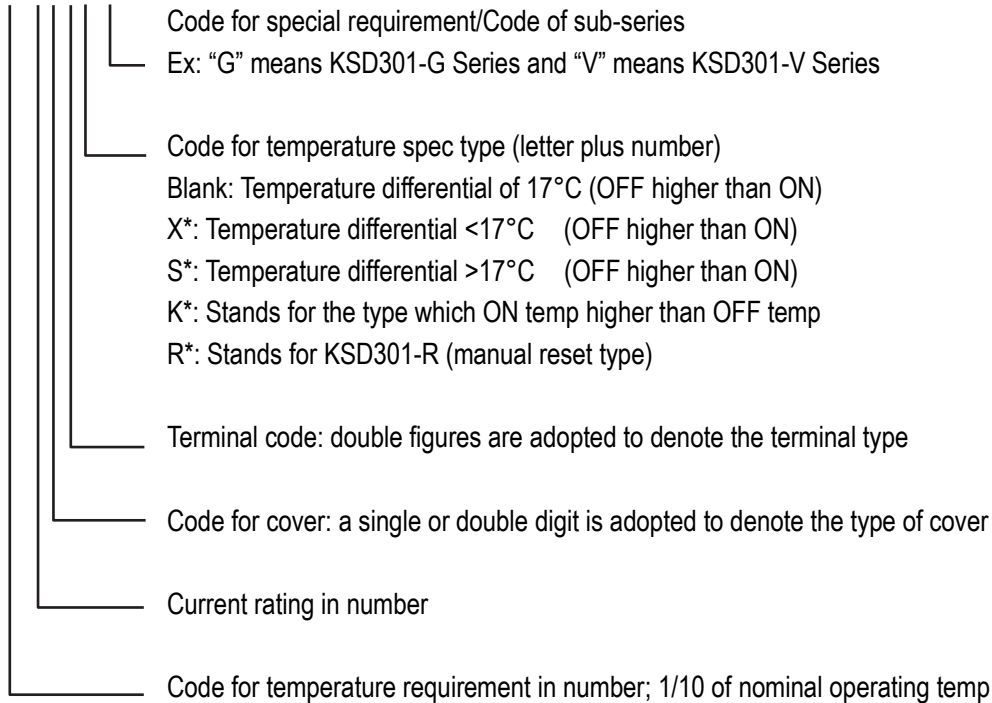 Code for special requirement/Code of sub-series
Ex: “G” means KSD301-G Series and “V” means KSD301-V Series
Code for temperature spec type (letter plus number)
Blank: Temperature differential of 17°C (OFF higher than ON)
X*: Temperature differential <17°C (OFF higher than ON)
S*: Temperature differential >17°C (OFF higher than ON)
K*: Stands for the type which ON temp higher than OFF temp
R*: Stands for KSD301-R (manual reset type)
Terminal code: double figures are adopted to denote the terminal type
Code for cover: a single or double digit is adopted to denote the type of cover
Current rating in number
Code for temperature requirement in number; 1/10 of nominal operating temp